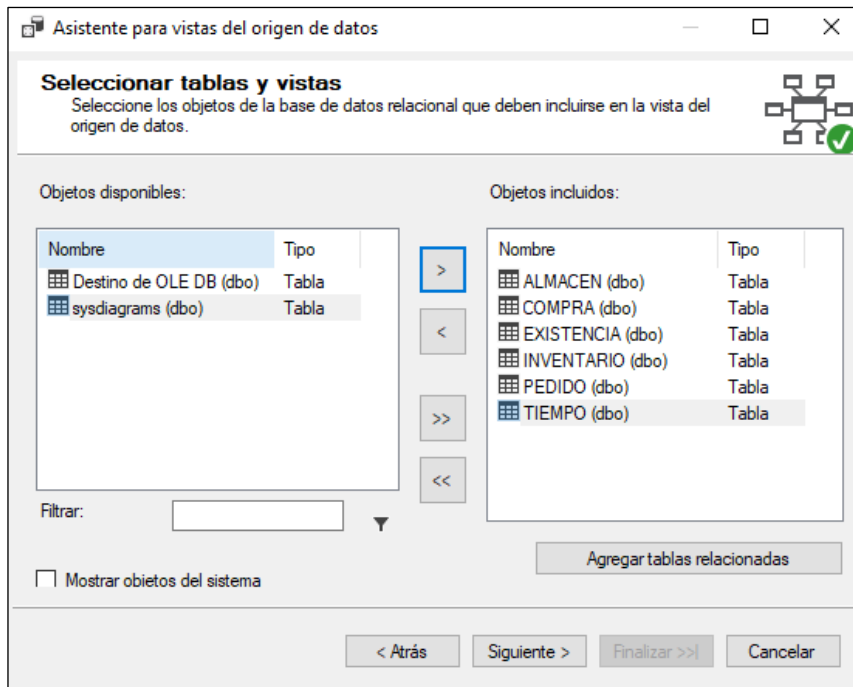 Asistente para vistas del origen de datos
Seleccionar tablas y vistas
Seleccione los objetos de la base de datos relacional que deben incluirse en la vista del
origen de datos.
Objetos disponibles:
Nombre Tipo
Destino de OLE DB (dbo) Tabla
sysdiagrams (dbo) Tabla
>
<
>>
<<
Objetos incluidos:
Nombre Tipo
ALMACEN (dbo) Tabla
COMPRA (dbo) Tabla
EXISTENCIA (dbo) Tabla
INVENTARIO (dbo) Tabla
PEDIDO (dbo) Tabla
TIEMPO (dbo) Tabla
Filtrar:
Agregar tablas relacionadas
Mostrar objetos del sistema
< Atrás Siguiente > Finalizar >>| Cancelar